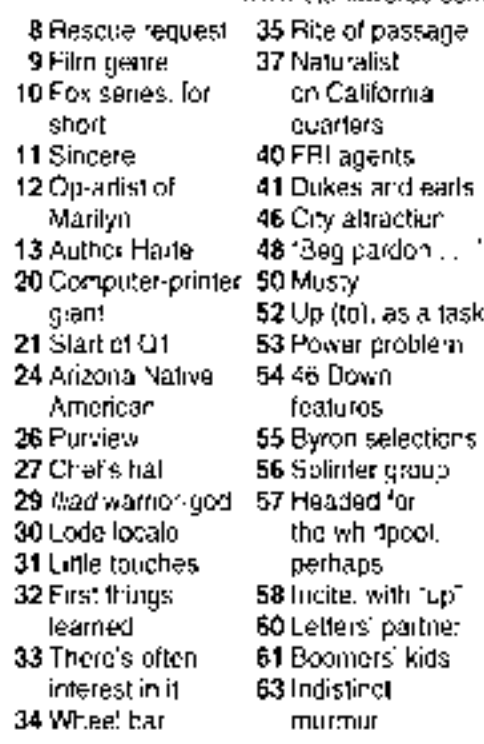 8 Rescue request
9 Film genre
10 Fox series, for
short
11 Sincere
12 Op-artist of
Marilyn
13 Author Harte
20 Computer-printer
giant
21 Start of Q1
24 Arizona Native
American
26 Purview
27 Chef's hat
29 Iliad warrior-god
30 Lode locale
31 Little touches
32 First things
learned
33 There's often
interest in it
34 Wheel bar
35 Rite of passage
37 Naturalist
on California
quarters
40 FBI agents
41 Dukes and earls
46 City attraction
48 "Beg pardon . . ."
50 Musty
52 Up (to), as a task
53 Power problem
54 46 Down
features
55 Byron selections
56 Splinter group
57 Headed for
the whirlpool,
perhaps
58 Incite, with "up"
60 Letters' partner
61 Boomers' kids
63 Indistinct
murmur